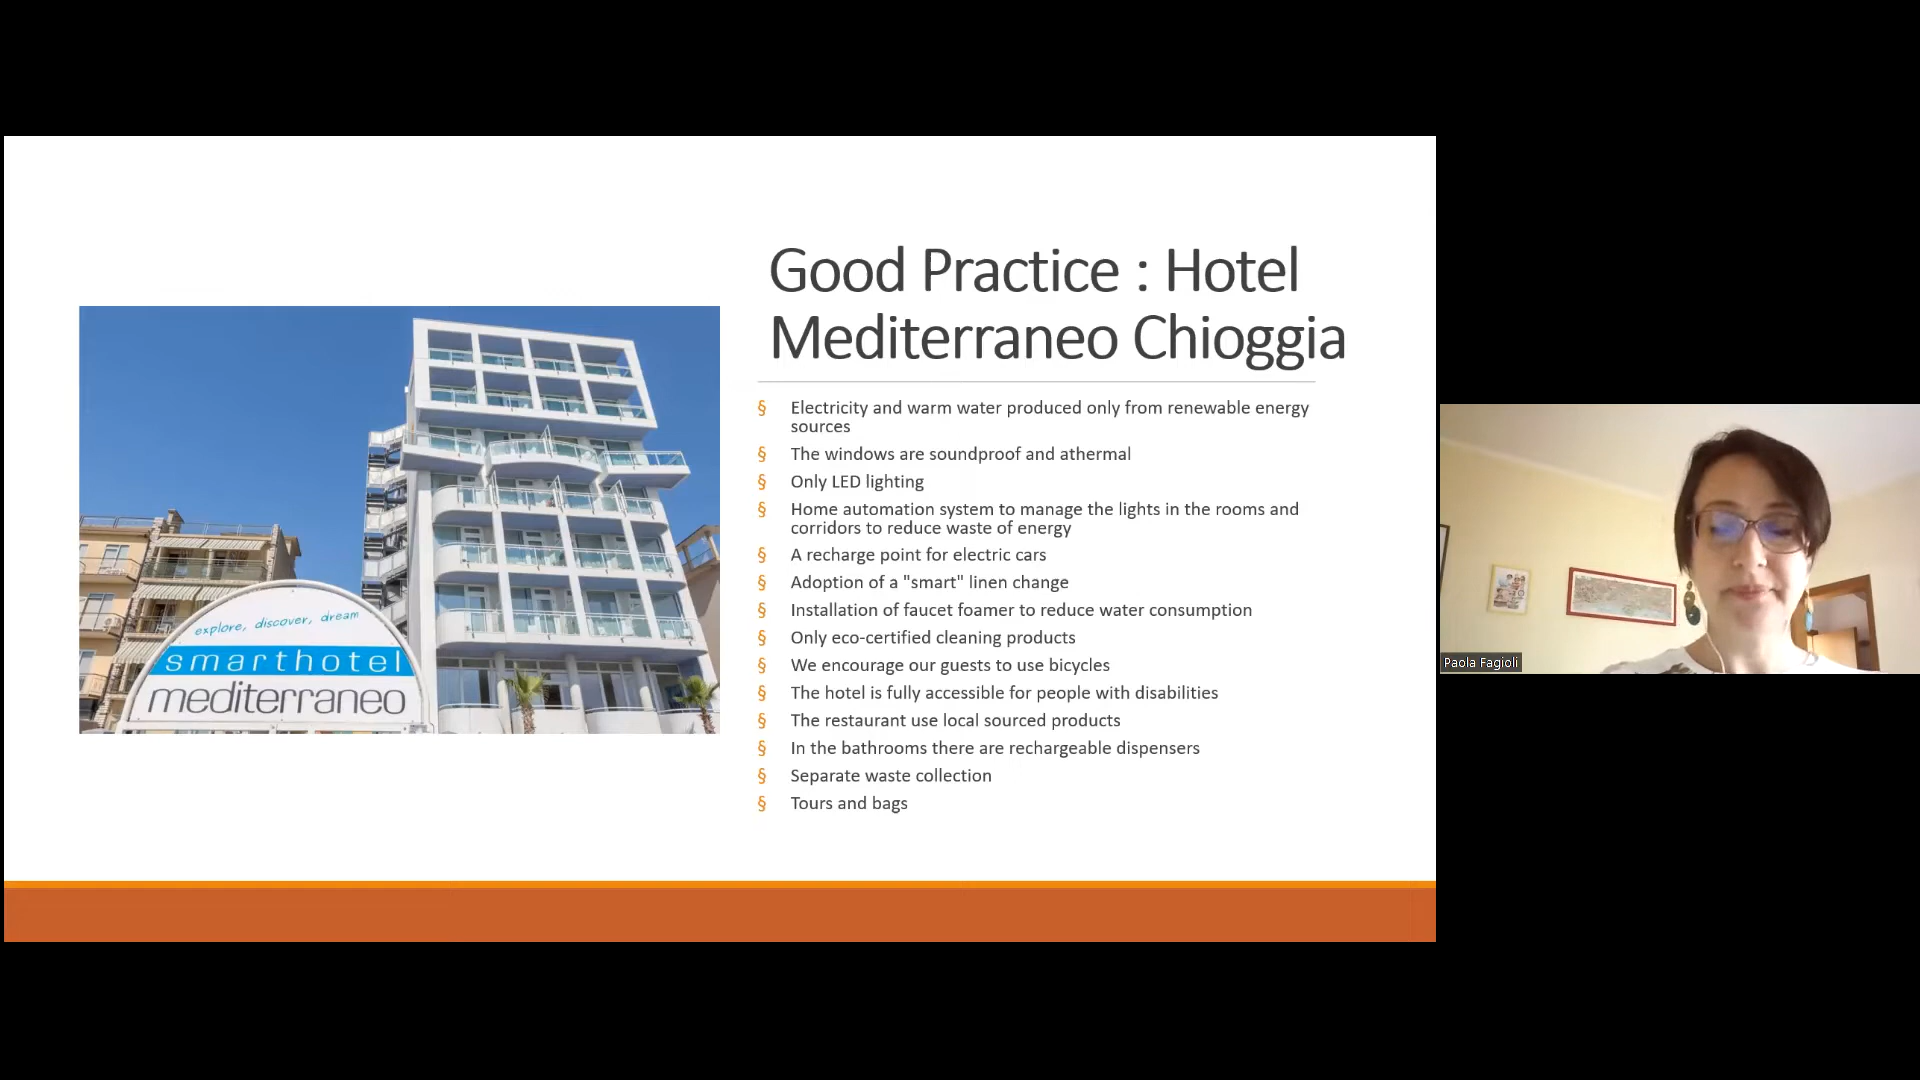 Good Practice : Hotel
Mediterraneo Chioggia
§ Electricity and warm water produced only from renewable energy
sources
§ The windows are soundproof and athermal
§ Only LED lighting
§ Home automation system to manage the lights in the rooms and
corridors to reduce waste of energy
§ A recharge point for electric cars
§ Adoption of a "smart" linen change
§ Installation of faucet foamer to reduce water consumption
§ Only eco-certified cleaning products
§ We encourage our guests to use bicycles
§ The hotel is fully accessible for people with disabilities
§ The restaurant use local sourced products
§ In the bathrooms there are rechargeable dispensers
§ Separate waste collection
§ Tours and bags
explore, discover, dream
smarthotel
mediterraneo
Paola Fagioli